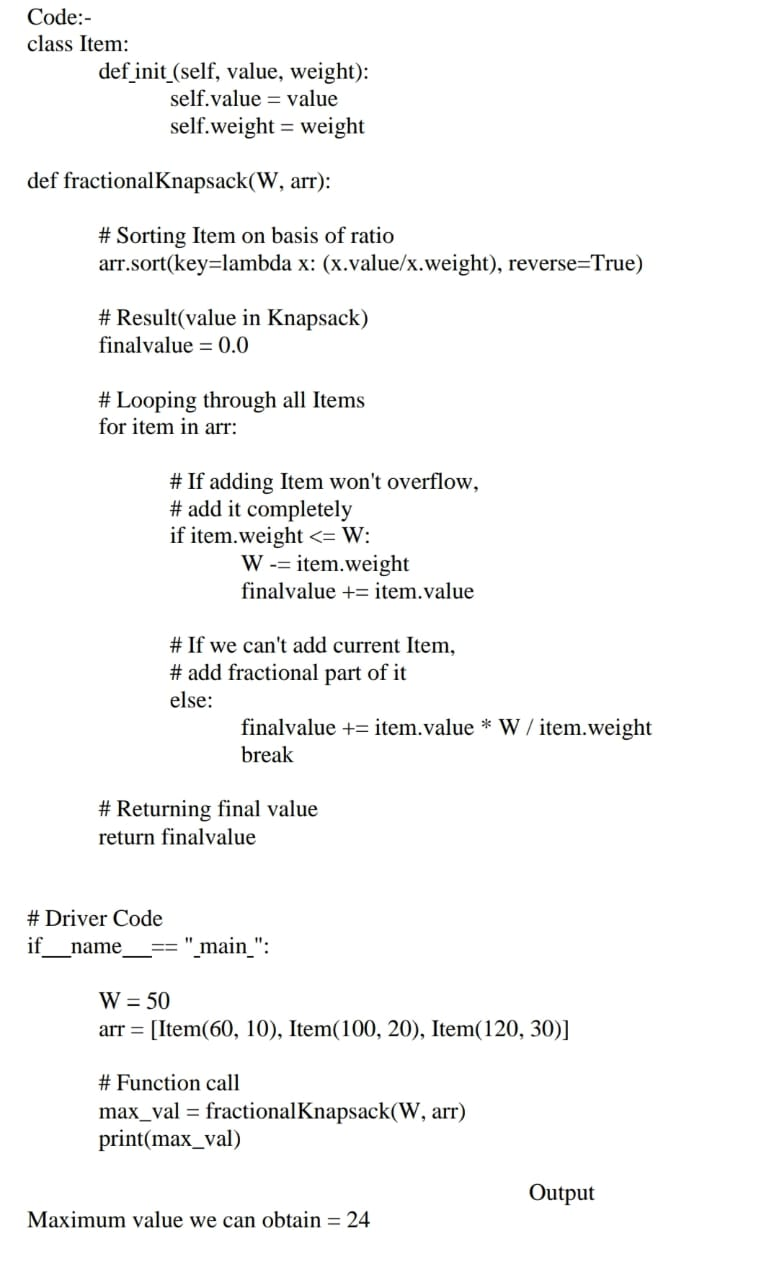 Code:-
class Item:
def_init_(self, value, weight):
self.value = value
self.weight = weight
def fractionalKnapsack(W, arr):
# Sorting Item on basis of ratio
arr.sort(key=lambda x: (x.value/x.weight), reverse=True)
# Result(value in Knapsack)
finalvalue = 0.0
# Looping through all Items
for item in arr:
# If adding Item won't overflow,
# add it completely
if item.weight <= W:
W -= item.weight
finalvalue += item.value
# If we can't add current Item,
# add fractional part of it
else:
finalvalue += item.value * W / item.weight
break
# Returning final value
return finalvalue
# Driver Code
if__name__== "_main_":
W = 50
arr = [Item(60, 10), Item(100, 20), Item(120, 30)]
# Function call
max_val = fractionalKnapsack(W, arr)
print(max_val)
Output
Maximum value we can obtain = 24